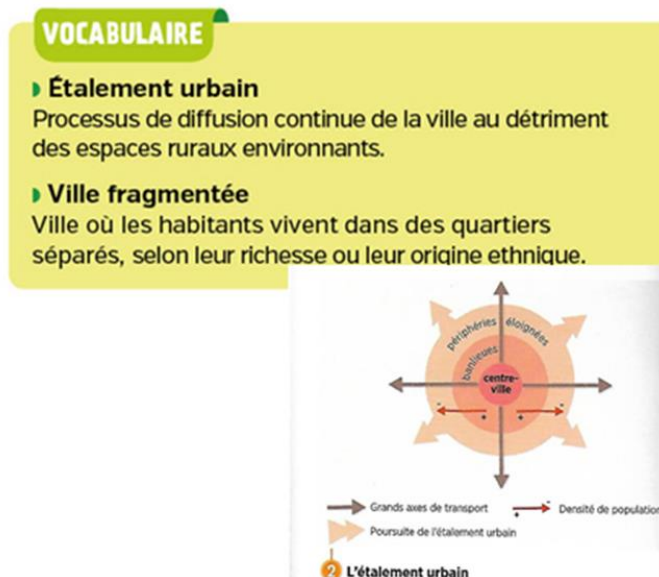 VOCABULAIRE
Étalement urbain
Processus de diffusion continue de la ville au détriment
des espaces ruraux environnants.
Ville fragmentée
Ville où les habitants vivent dans des quartiers
séparés, selon leur richesse ou leur origine ethnique.
périphéries éloignées
banlieues
centre-
ville
- + + -
Grands axes de transport + - Densité de population
Poursuite de l'étalement urbain
2 L'étalement urbain